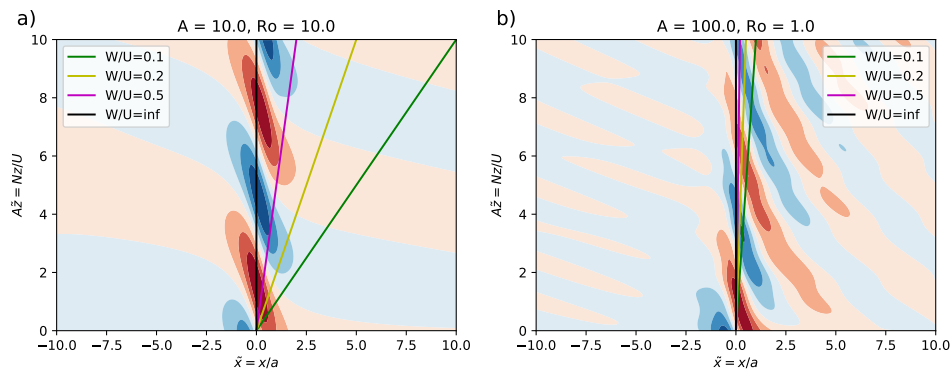 a)
A = 10.0, Ro = 10.0
W/U=0.1
W/U=0.2
W/U=0.5
W/U=inf
10
8
6
4
2
0
Az̃ = Nz/U
−10.0 −7.5 −5.0 −2.5 0.0 2.5 5.0 7.5 10.0
x̃ = x/a
b)
A = 100.0, Ro = 1.0
W/U=0.1
W/U=0.2
W/U=0.5
W/U=inf
10
8
6
4
2
0
Az̃ = Nz/U
−10.0 −7.5 −5.0 −2.5 0.0 2.5 5.0 7.5 10.0
x̃ = x/a